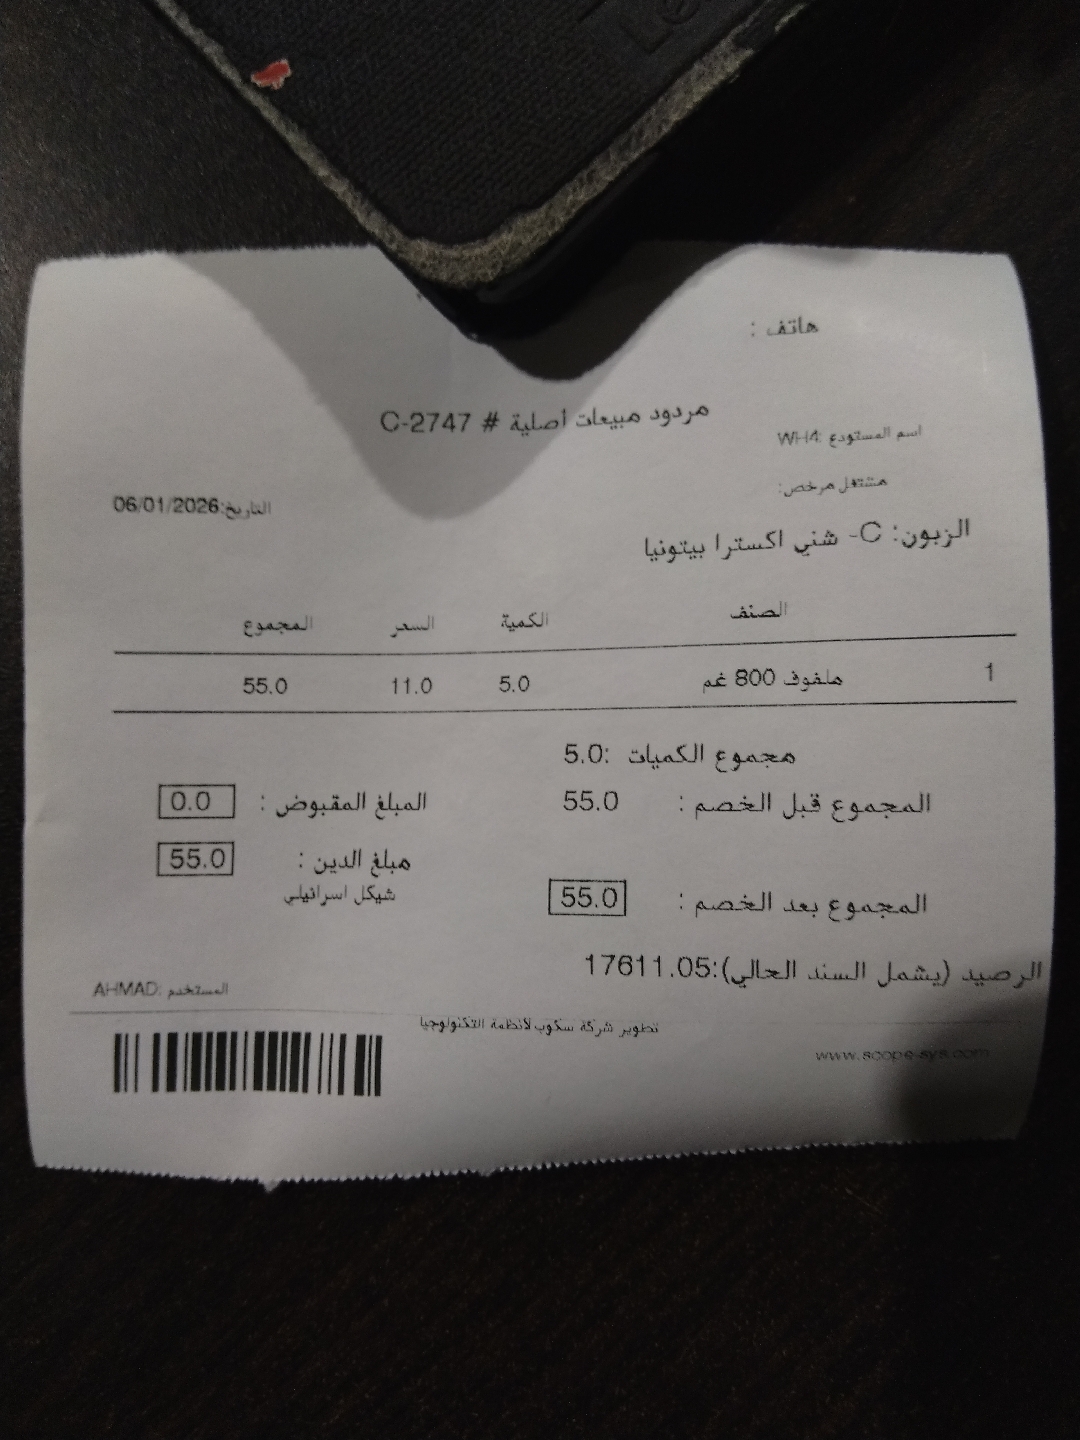 هاتف :
مردود مبيعات أصلية # C-2747
اسم المستودع :WH4
مشتغل مرخص:
التاريخ:06/01/2026
الزبون: C- شني اكسترا بيتونيا
الصنف الكمية السعر المجموع
1 ملفوف 800 غم 5.0 11.0 55.0
مجموع الكميات :5.0
المجموع قبل الخصم : 55.0 المبلغ المقبوض : 0.0
مبلغ الدين : 55.0
شيكل اسرائيلي
المجموع بعد الخصم : 55.0
الرصيد (يشمل السند الحالي):17611.05
المستخدم :AHMAD
تطوير شركة سكوب لأنظمة التكنولوجيا
www.scope-sys.com